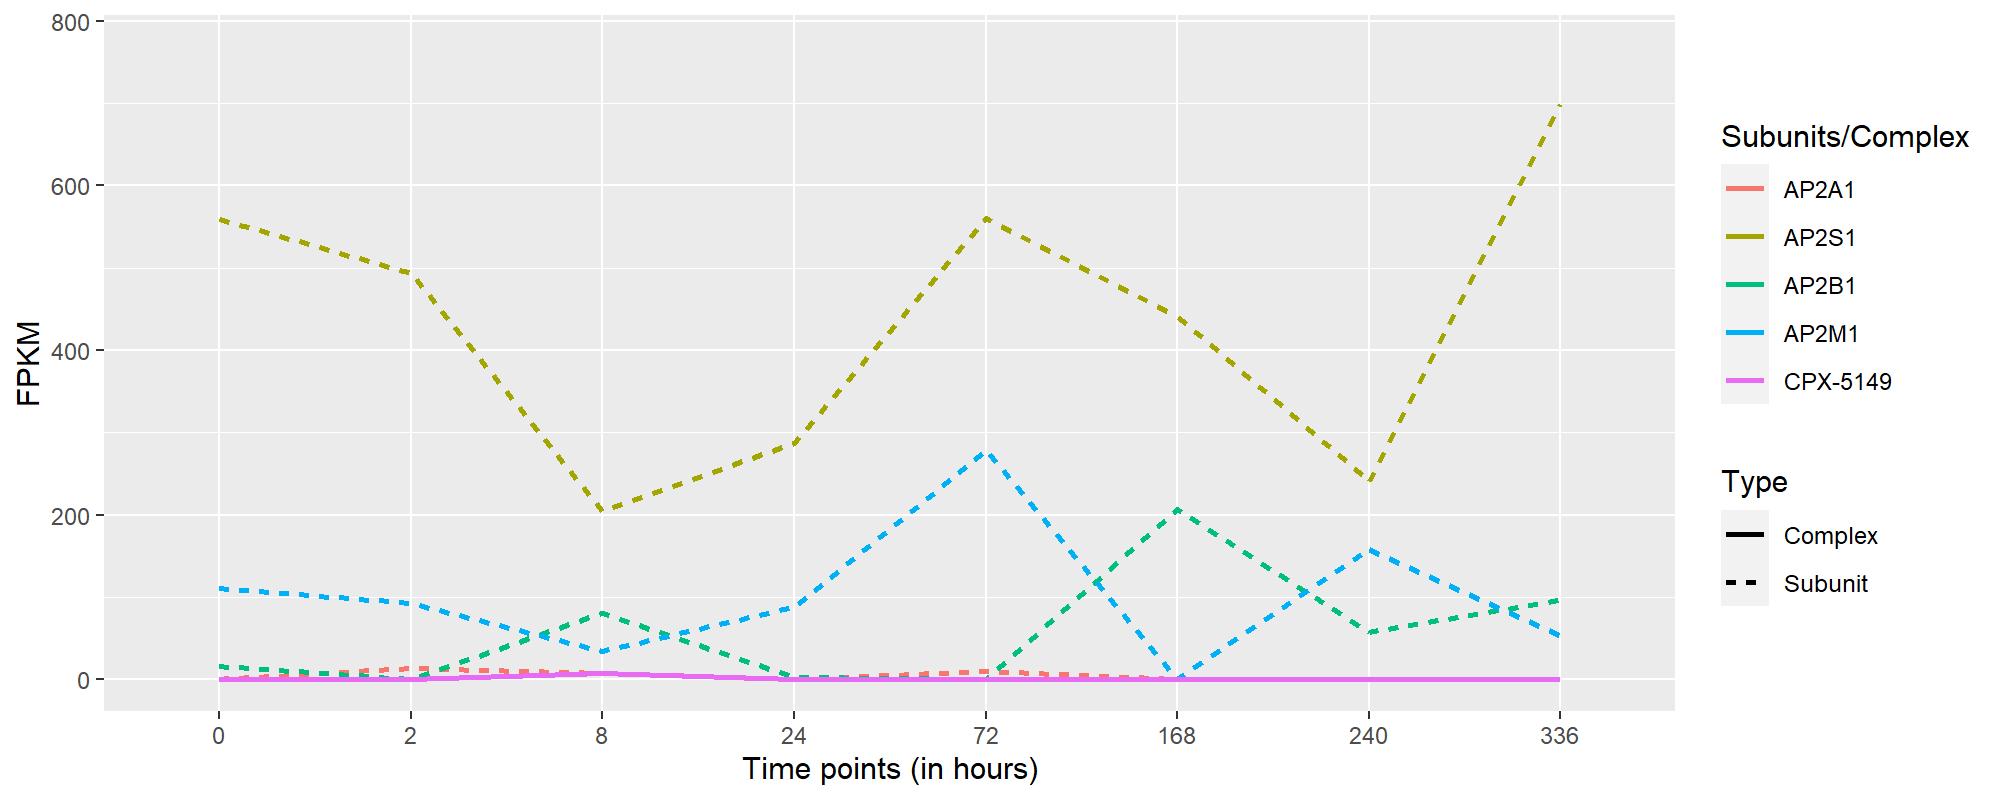 800
600
400
200
0
FPKM
0 2 8 24 72 168 240 336
Time points (in hours)
Subunits/Complex
AP2A1
AP2S1
AP2B1
AP2M1
CPX-5149
Type
Complex
Subunit